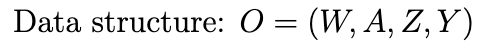 Data structure: O = (W, A, Z, Y)